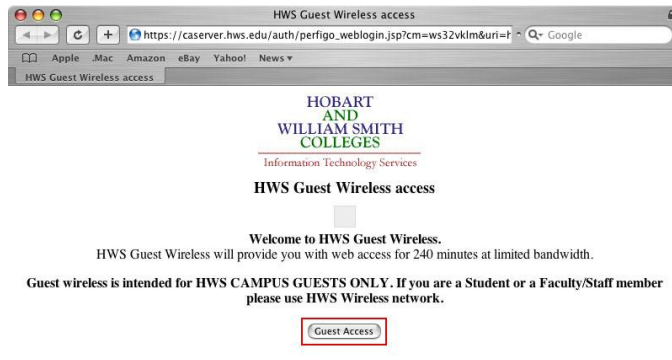 HWS Guest Wireless access
https://caserver.hws.edu/auth/perfigo_weblogin.jsp?cm=ws32vklm&uri=h
Q Google
Apple .Mac Amazon eBay Yahoo! News ▾
HWS Guest Wireless access
HOBART
AND
WILLIAM SMITH
COLLEGES
Information Technology Services
HWS Guest Wireless access
Welcome to HWS Guest Wireless.
HWS Guest Wireless will provide you with web access for 240 minutes at limited bandwidth.
Guest wireless is intended for HWS CAMPUS GUESTS ONLY. If you are a Student or a Faculty/Staff member
please use HWS Wireless network.
Guest Access